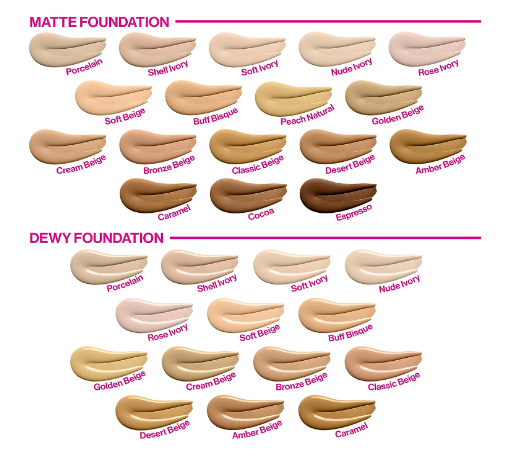 MATTE FOUNDATION
Porcelain
Shell Ivory
Soft Ivory
Nude Ivory
Rose Ivory
Soft Beige
Buff Bisque
Peach Natural
Golden Beige
Cream Beige
Bronze Beige
Classic Beige
Desert Beige
Amber Beige
Caramel
Cocoa
Espresso
DEWY FOUNDATION
Porcelain
Shell Ivory
Soft Ivory
Nude Ivory
Rose Ivory
Soft Beige
Buff Bisque
Golden Beige
Cream Beige
Bronze Beige
Classic Beige
Desert Beige
Amber Beige
Caramel